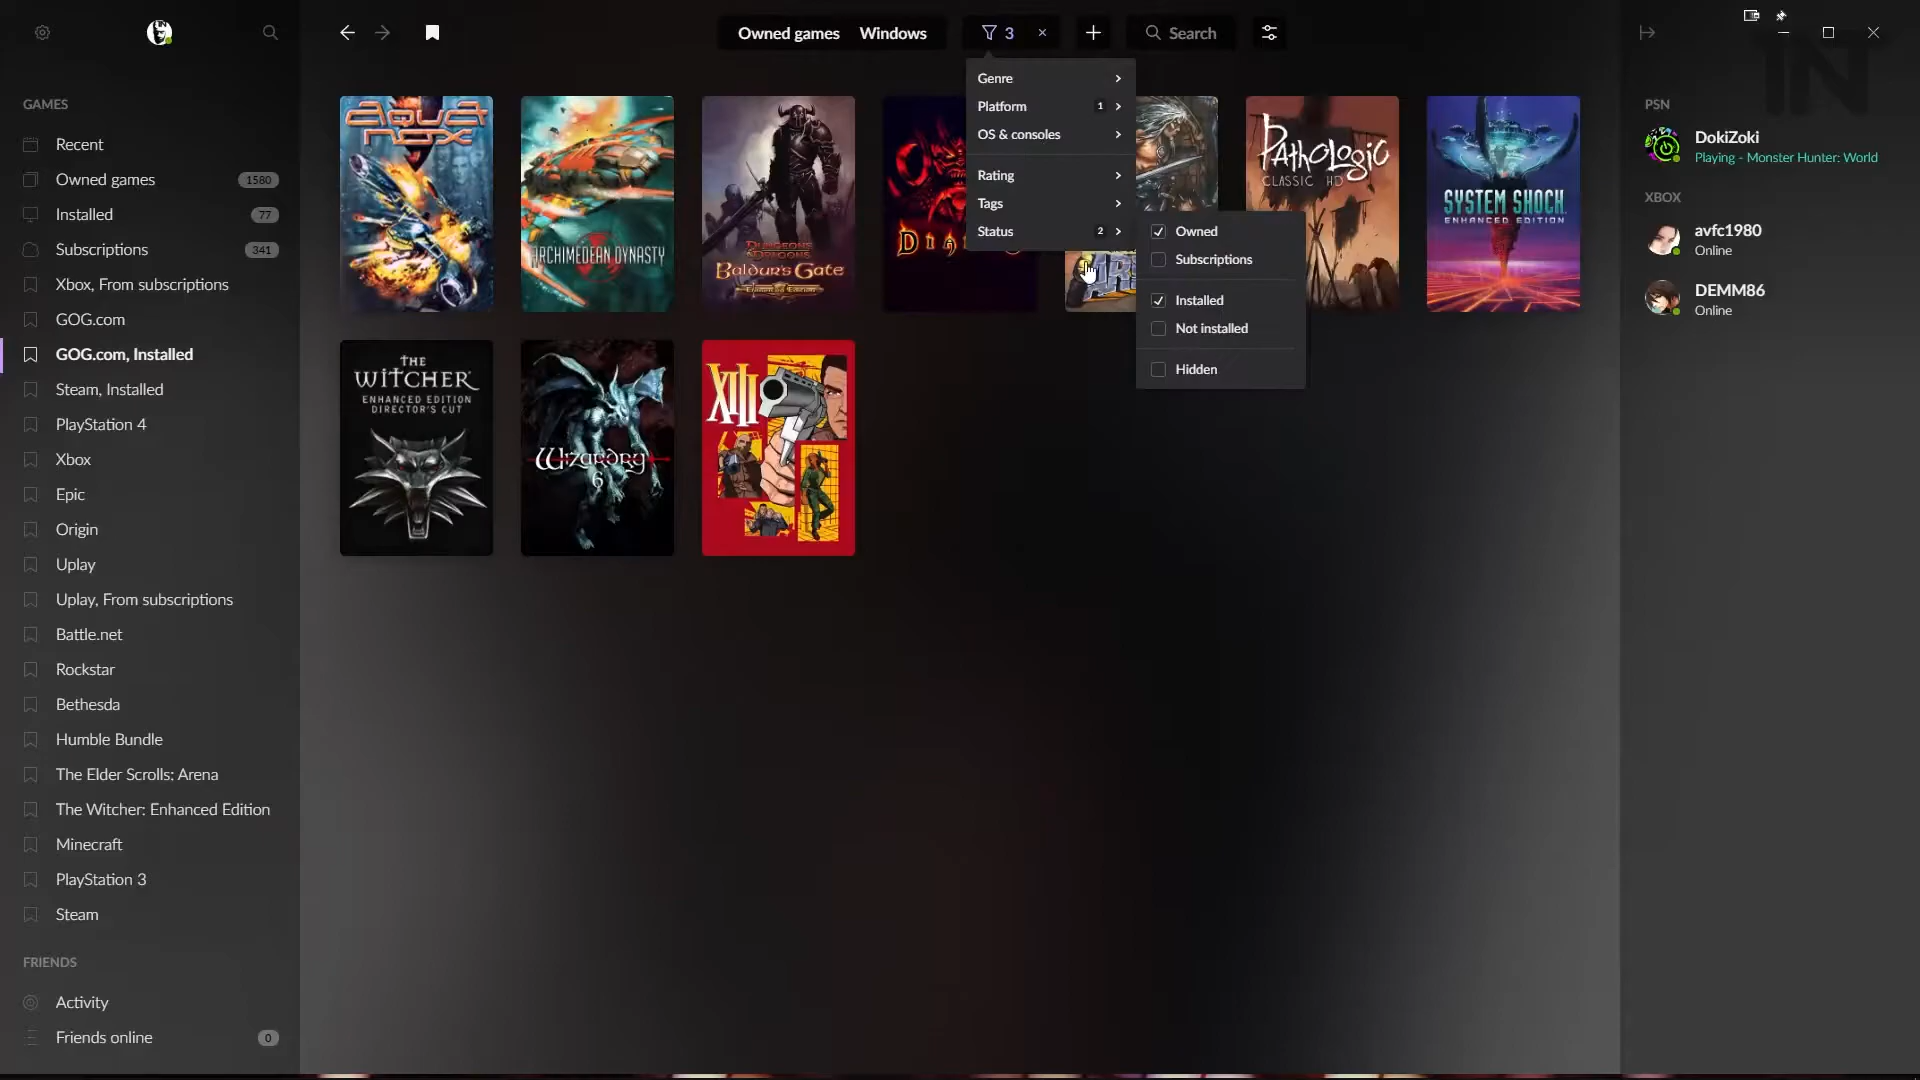 Owned games Windows 3 Search
IN
GAMES
Recent
Owned games 1580
Installed 77
Subscriptions 341
Xbox, From subscriptions
GOG.com
GOG.com, Installed
Steam, Installed
PlayStation 4
Xbox
Epic
Origin
Uplay
Uplay, From subscriptions
Battle.net
Rockstar
Bethesda
Humble Bundle
The Elder Scrolls: Arena
The Witcher: Enhanced Edition
Minecraft
PlayStation 3
Steam
FRIENDS
Activity
Friends online 0
Genre
Platform 1
OS & consoles
Rating
Tags
Status 2
Owned
Subscriptions
Installed
Not installed
Hidden
AQUA
NOX
ARCHIMEDEAN DYNASTY
DUNGEONS
DRAGONS
Baldur's Gate
PATHOLOGIC
CLASSIC HD
SYSTEM SHOCK
ENHANCED EDITION
THE
WITCHER
ENHANCED EDITION
DIRECTOR'S CUT
Wizardry
6
XIII
PSN
DokiZoki
Playing - Monster Hunter: World
XBOX
avfc1980
Online
DEMM86
Online